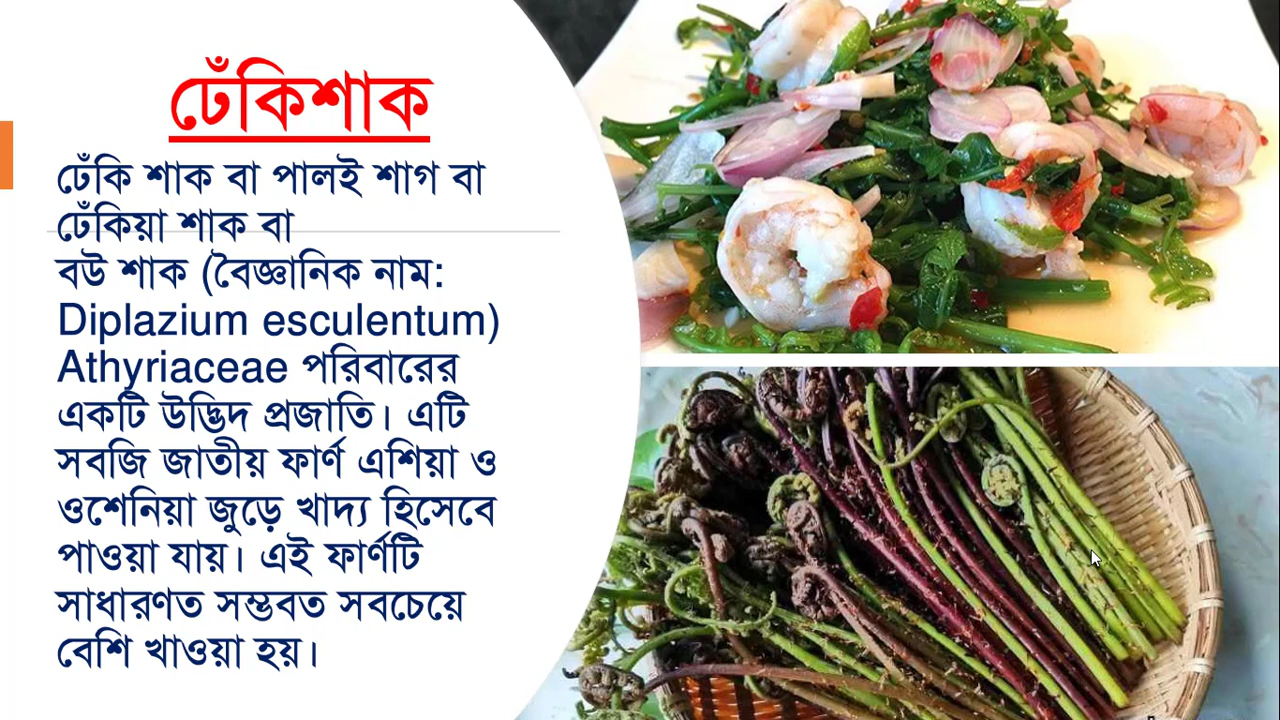 ঢেঁকিশাক
ঢেঁকি শাক বা পালই শাগ বা
ঢেঁকিয়া শাক বা
বউ শাক (বৈজ্ঞানিক নাম:
Diplazium esculentum)
Athyriaceae পরিবারের
একটি উদ্ভিদ প্রজাতি। এটি
সবজি জাতীয় ফার্ণ এশিয়া ও
ওশেনিয়া জুড়ে খাদ্য হিসেবে
পাওয়া যায়। এই ফার্ণটি
সাধারণত সম্ভবত সবচেয়ে
বেশি খাওয়া হয়।